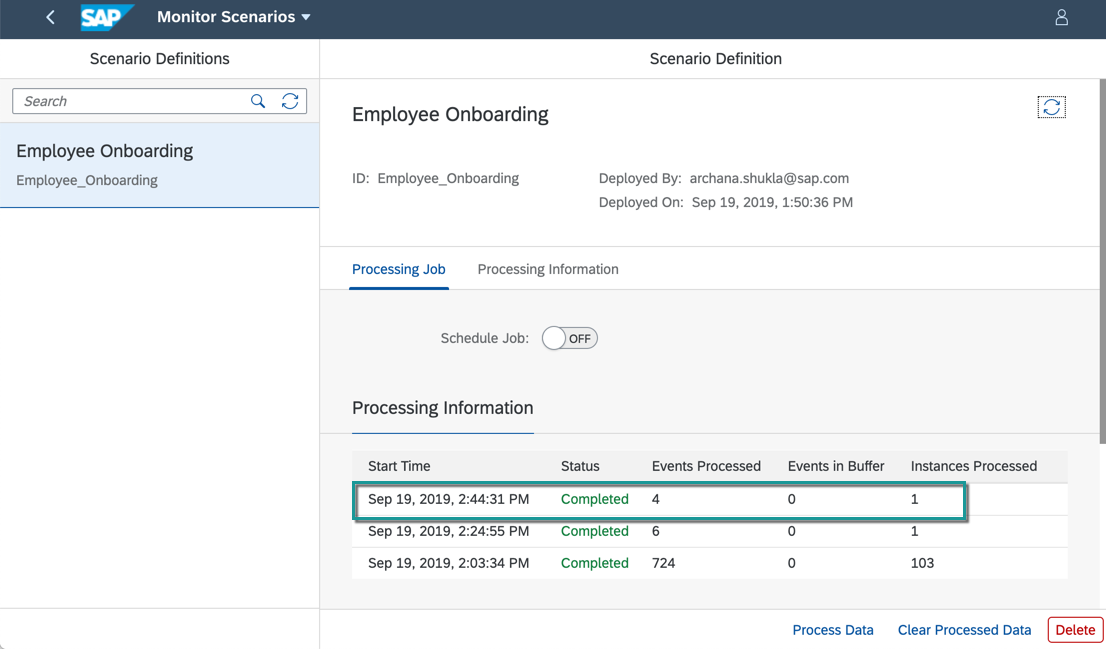 SAP Monitor Scenarios
Scenario Definitions
Search
Employee Onboarding
Employee_Onboarding
Scenario Definition
Employee Onboarding
ID: Employee_Onboarding
Deployed By: archana.shukla@sap.com
Deployed On: Sep 19, 2019, 1:50:36 PM
Processing Job Processing Information
Schedule Job: OFF
Processing Information
Start Time Status Events Processed Events in Buffer Instances Processed
Sep 19, 2019, 2:44:31 PM Completed 4 0 1
Sep 19, 2019, 2:24:55 PM Completed 6 0 1
Sep 19, 2019, 2:03:34 PM Completed 724 0 103
Process Data Clear Processed Data Delete